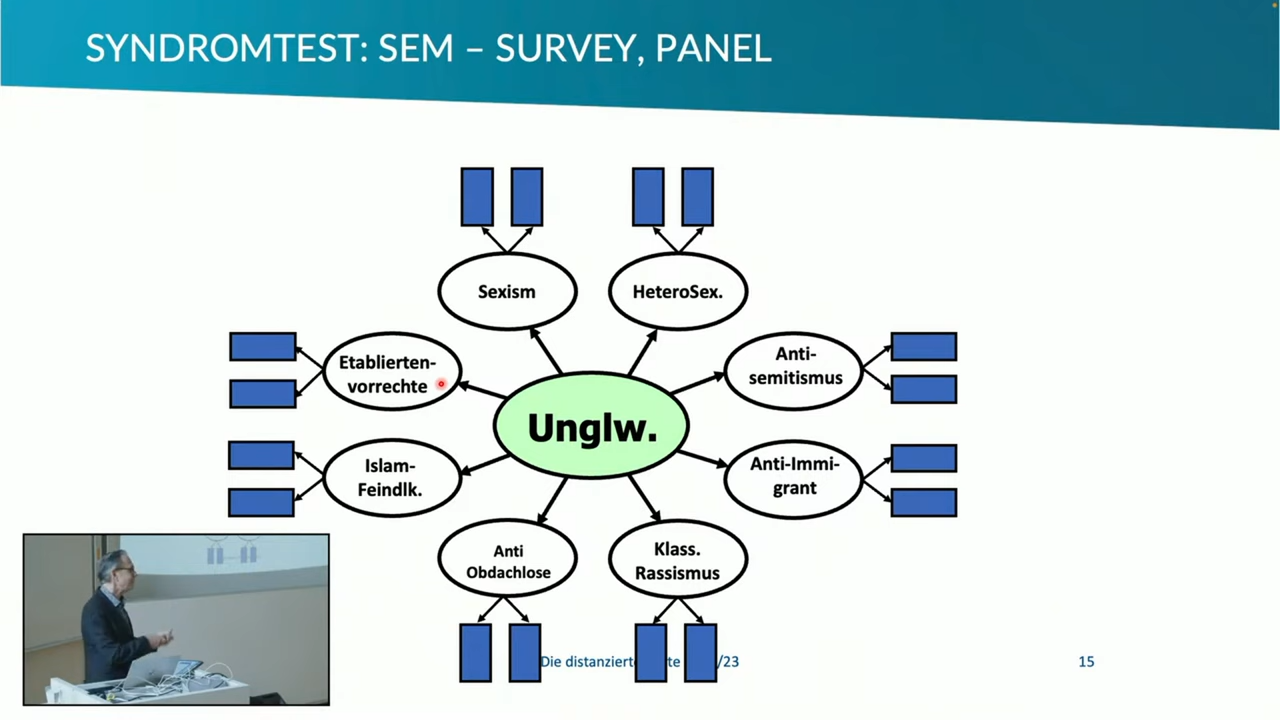 SYNDROMTEST: SEM – SURVEY, PANEL
Sexism
HeteroSex.
Etablierten-
vorrechte
Anti-
semitismus
Unglw.
Islam-
Feindlk.
Anti-Immi-
grant
Anti
Obdachlose
Klass.
Rassismus
Die distanzierte
/23
15